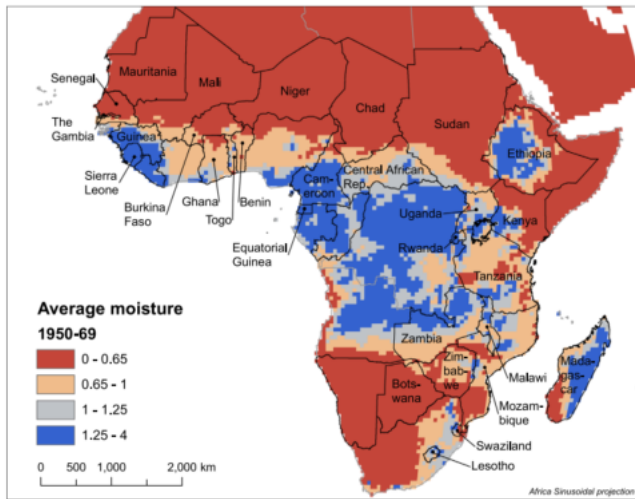 Senegal
Mauritania
Mali
Niger
Chad
Sudan
The
Gambia
Guinea
Ethiopia
Sierra
Leone
Burkina
Faso
Ghana
Togo
Benin
Cam-
eroon
Central African
Rep.
Equatorial
Guinea
Uganda
Kenya
Rwanda
Tanzania
Zambia
Malawi
Zim-
bab-
we
Bots-
wana
Mozam-
bique
Mada-
gas-
car
Swaziland
Lesotho
Average moisture
1950-69
0 - 0.65
0.65 - 1
1 - 1.25
1.25 - 4
0 500 1,000 2,000 km
Africa Sinusoidal projection